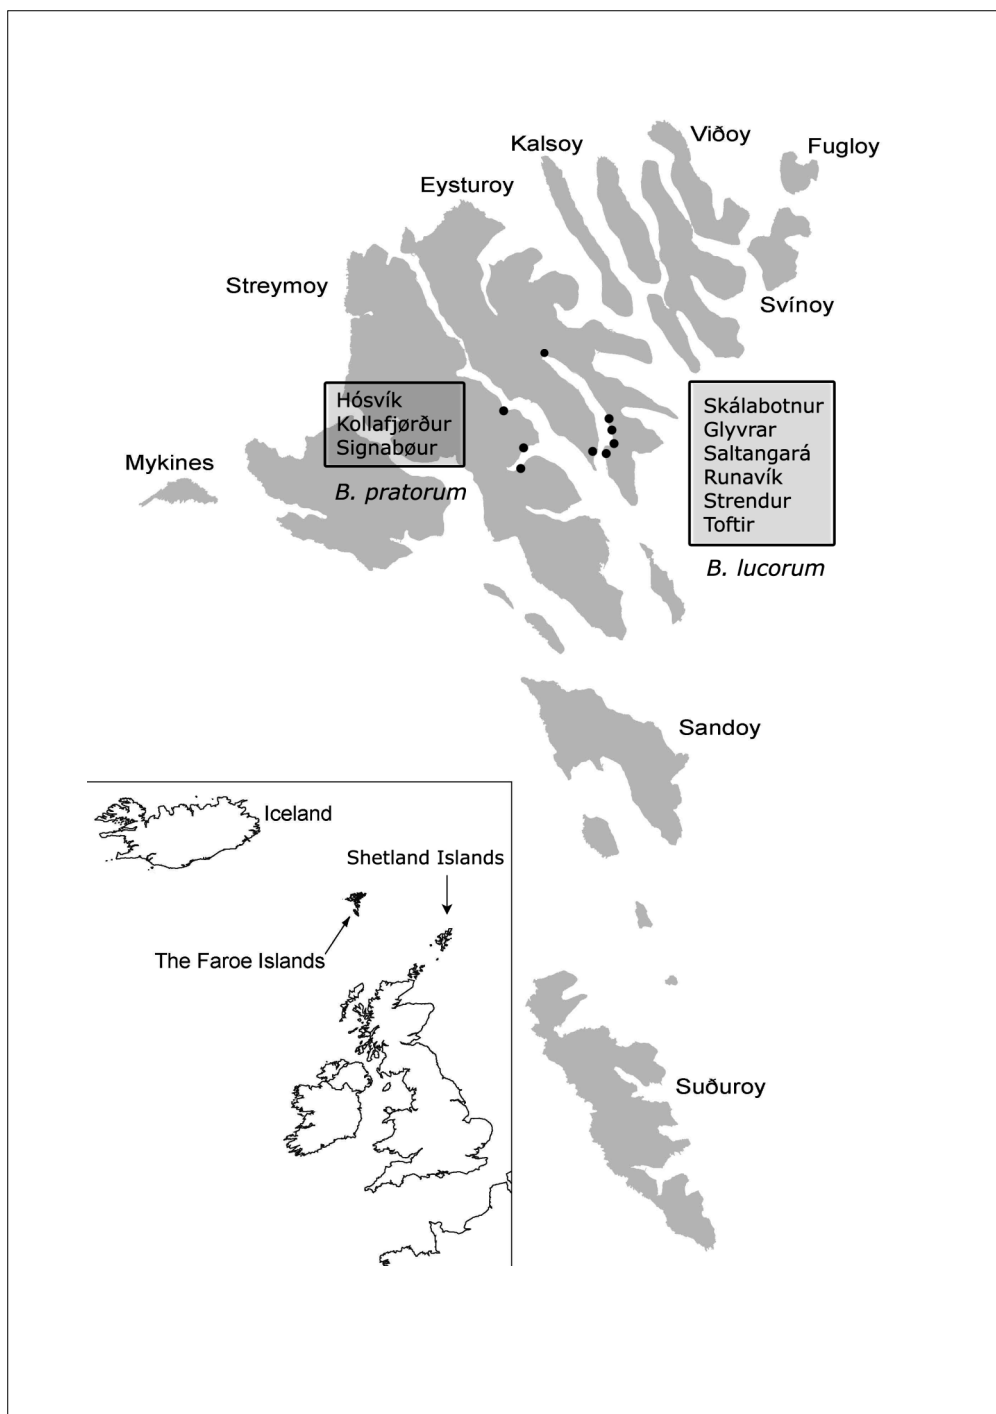 Viðoy
Kalsoy
Fugloy
Eysturoy
Streymoy
Svínoy
Hósvík
Kollafjørður
Signabøur
B. pratorum
Mykines
Skálabotnur
Glyvrar
Saltangará
Runavík
Strendur
Toftir
B. lucorum
Sandoy
Iceland
Shetland Islands
The Faroe Islands
Suðuroy